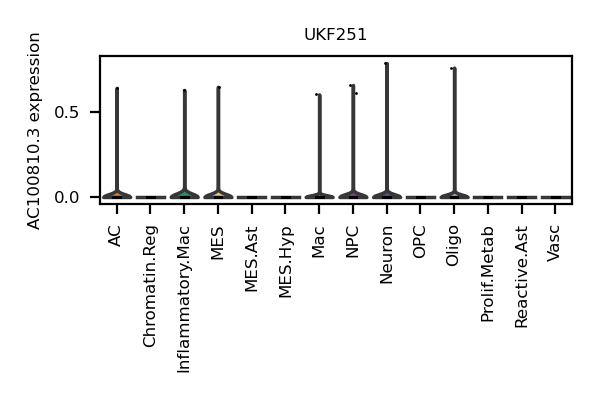 UKF251
AC100810.3 expression
0.5
0.0
AC
Chromatin.Reg
Inflammatory.Mac
MES
MES.Ast
MES.Hyp
Mac
NPC
Neuron
OPC
Oligo
Prolif.Metab
Reactive.Ast
Vasc